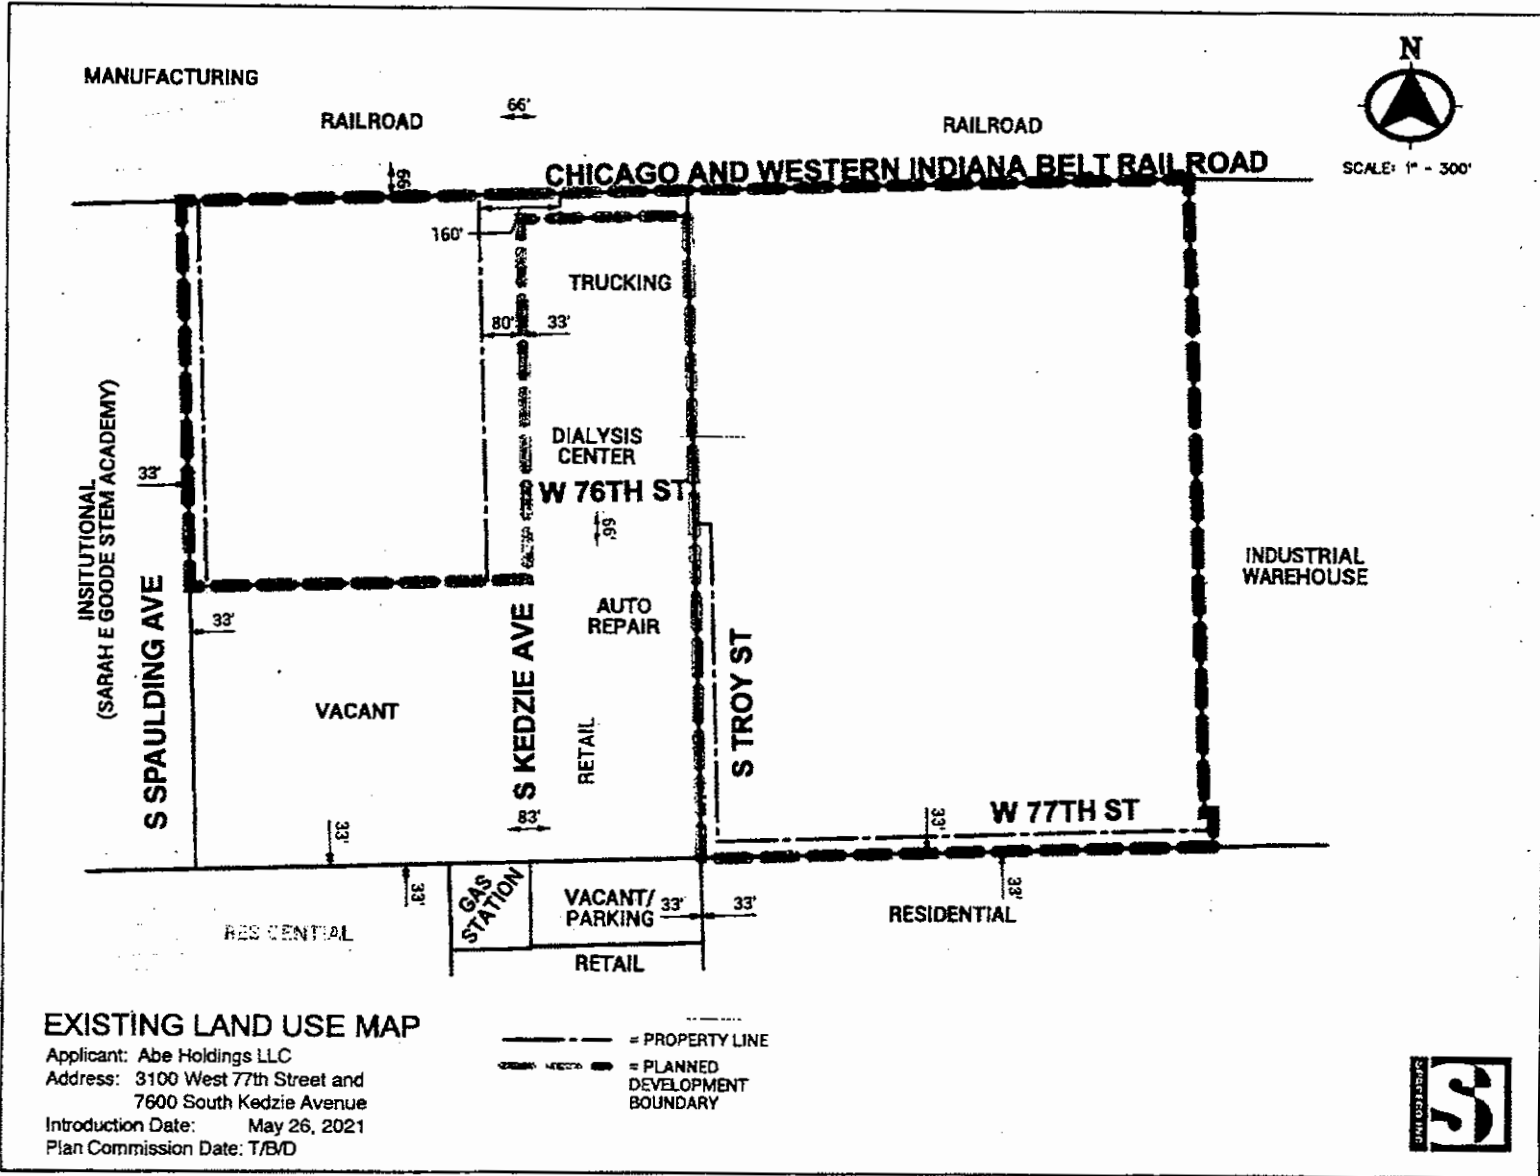 MANUFACTURING
RAILROAD
66'
RAILROAD
N
SCALE: 1" - 300'
CHICAGO AND WESTERN INDIANA BELT RAILROAD
66'
160'
TRUCKING
80'
33'
INSITUTIONAL
(SARAH E GOODE STEM ACADEMY)
33'
DIALYSIS
CENTER
W 76TH ST
66'
INDUSTRIAL
WAREHOUSE
S SPAULDING AVE
33'
S KEDZIE AVE
AUTO
REPAIR
S TROY ST
VACANT
RETAIL
83'
33'
33'
W 77TH ST
33'
GAS
STATION
VACANT/
PARKING
33'
33'
33'
RESIDENTIAL
RETAIL
EXISTING LAND USE MAP
Applicant: Abe Holdings LLC
Address: 3100 West 77th Street and
7600 South Kedzie Avenue
Introduction Date: May 26, 2021
Plan Commission Date: T/B/D
= PROPERTY LINE
= PLANNED
DEVELOPMENT
BOUNDARY
S